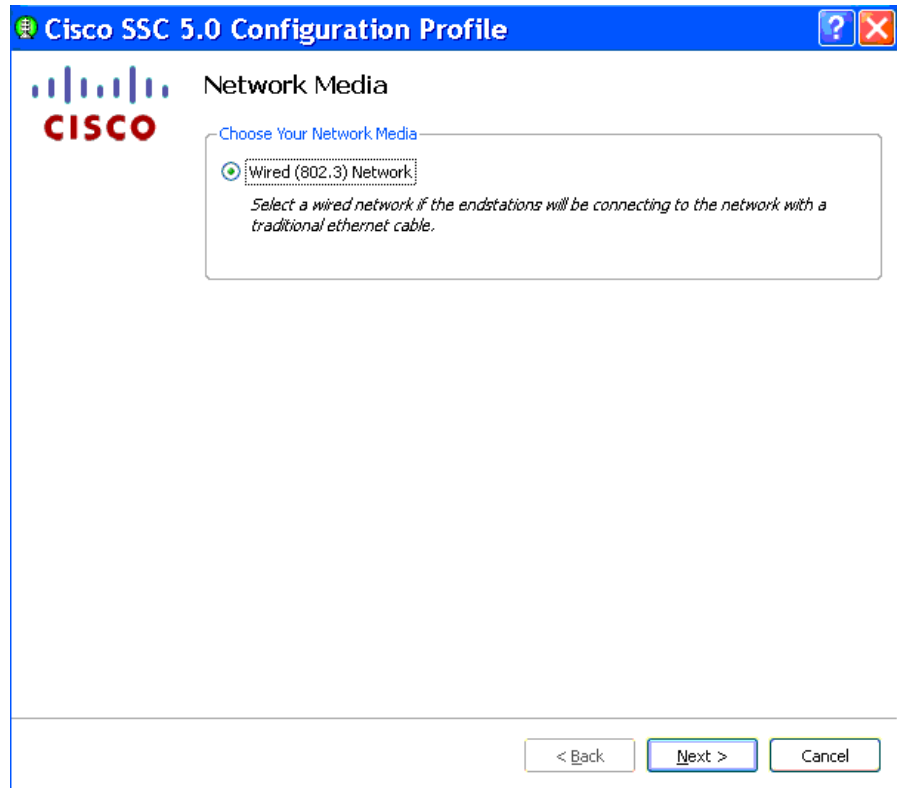 Cisco SSC 5.0 Configuration Profile
?
CISCO
Network Media
Choose Your Network Media
Wired (802.3) Network
Select a wired network if the endstations will be connecting to the network with a
traditional ethernet cable.
< Back
Next >
Cancel